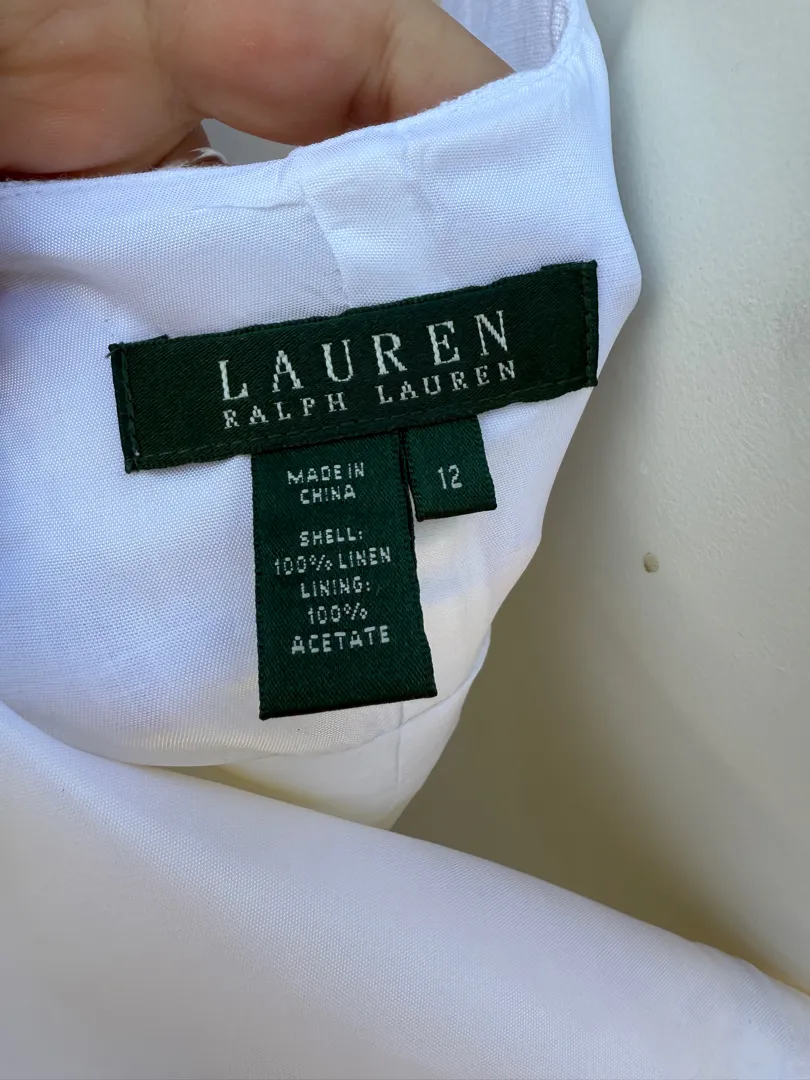 LAUREN
RALPH LAUREN
MADE IN
CHINA
12
SHELL:
100% LINEN
LINING:
100%
ACETATE